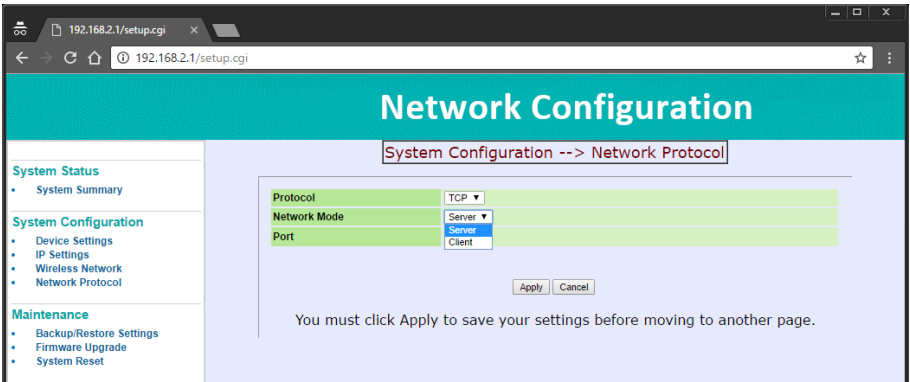 192.168.2.1/setup.cgi
192.168.2.1/setup.cgi
Network Configuration
System Configuration --> Network Protocol
System Status
System Summary
System Configuration
Device Settings
IP Settings
Wireless Network
Network Protocol
Maintenance
Backup/Restore Settings
Firmware Upgrade
System Reset
Protocol TCP
Network Mode Server
Server
Port
Client
Apply Cancel
You must click Apply to save your settings before moving to another page.